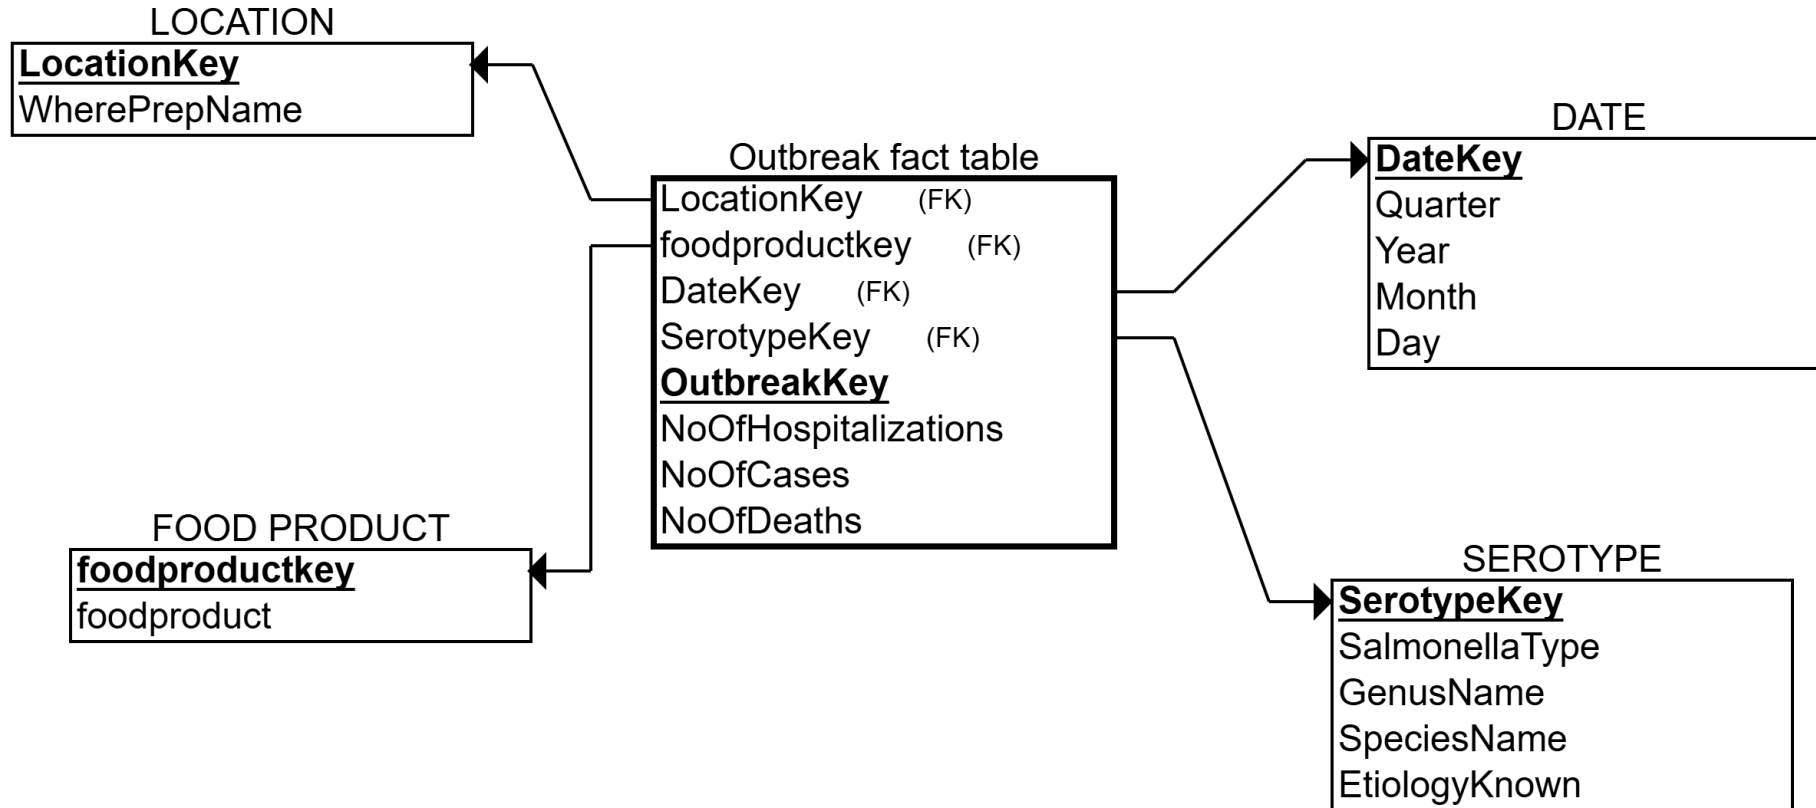 LOCATION
LocationKey
WherePrepName
Outbreak fact table
LocationKey (FK)
foodproductkey (FK)
DateKey (FK)
SerotypeKey (FK)
OutbreakKey
NoOfHospitalizations
NoOfCases
NoOfDeaths
DATE
DateKey
Quarter
Year
Month
Day
FOOD PRODUCT
foodproductkey
foodproduct
SEROTYPE
SerotypeKey
SalmonellaType
GenusName
SpeciesName
EtiologyKnown